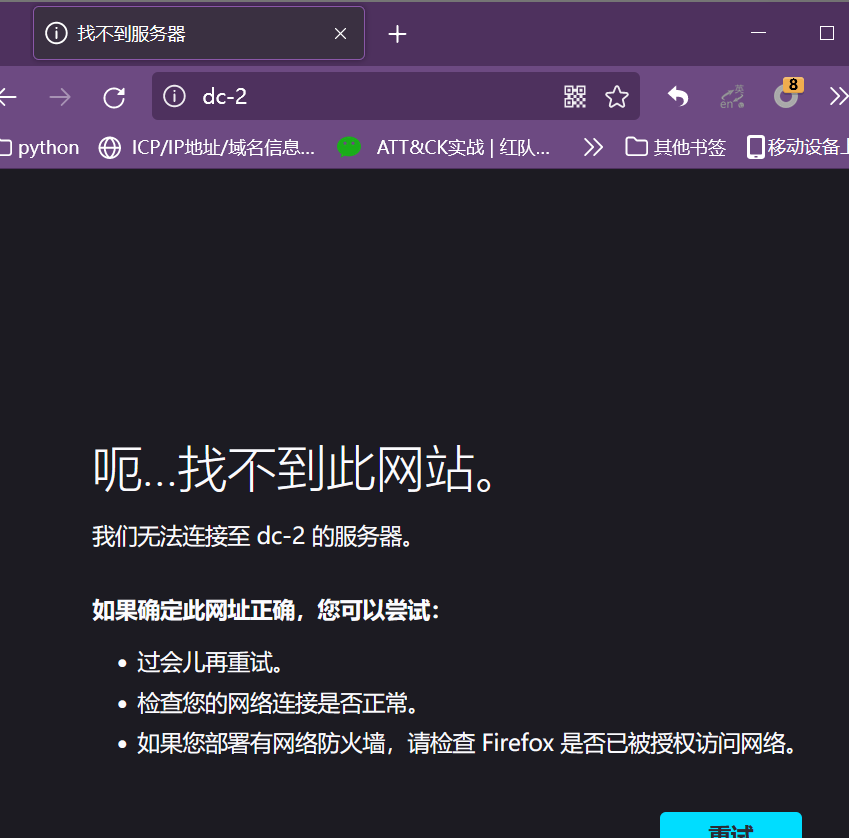 找不到服务器
dc-2
en 英
8
python
ICP/IP地址/域名信息...
ATT&CK实战 | 红队...
其他书签
移动设备上
呃...找不到此网站。
我们无法连接至 dc-2 的服务器。
如果确定此网址正确，您可以尝试：
• 过会儿再重试。
• 检查您的网络连接是否正常。
• 如果您部署有网络防火墙，请检查 Firefox 是否已被授权访问网络。
重试